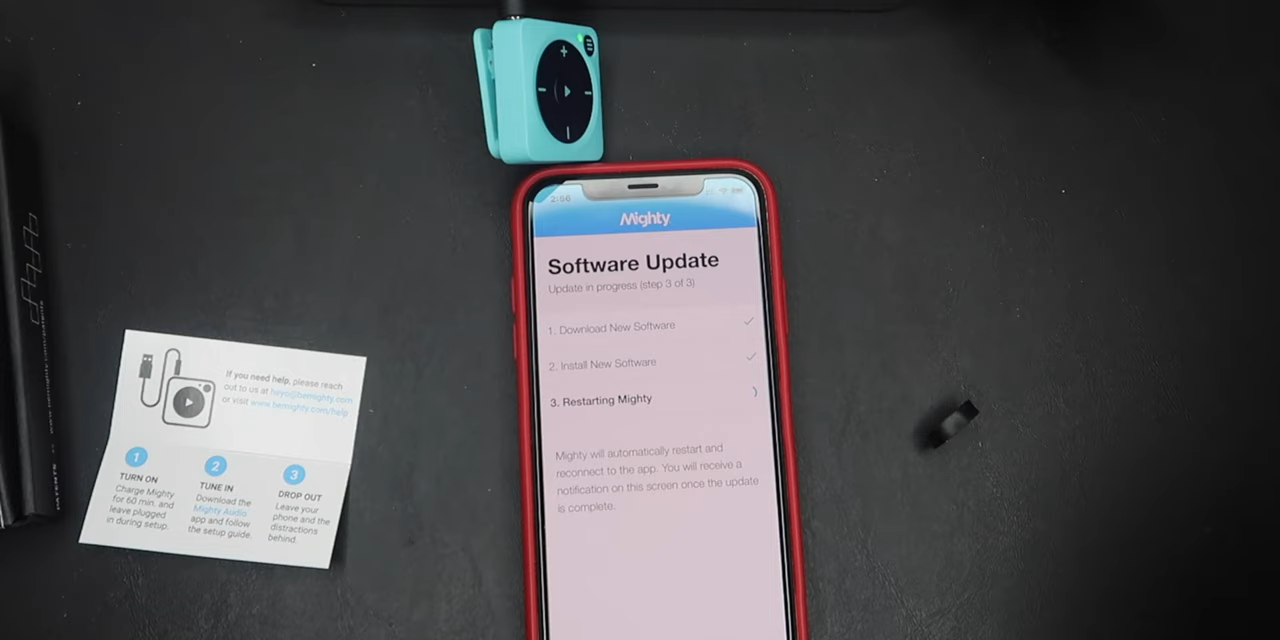 2:56
Mighty
Software Update
Update in progress (step 3 of 3)
1. Download New Software
2. Install New Software
3. Restarting Mighty
Mighty will automatically restart and
reconnect to the app. You will receive a
notification on this screen once the update
is complete.
If you need help, please reach
out to us at heyo@bemighty.com
or visit www.bemighty.com/help
1
TURN ON
Charge Mighty
for 60 min. and
leave plugged
in during setup.
2
TUNE IN
Download the
Mighty Audio
app and follow
the setup guide.
3
DROP OUT
Leave your
phone and the
distractions
behind.
PATENTS